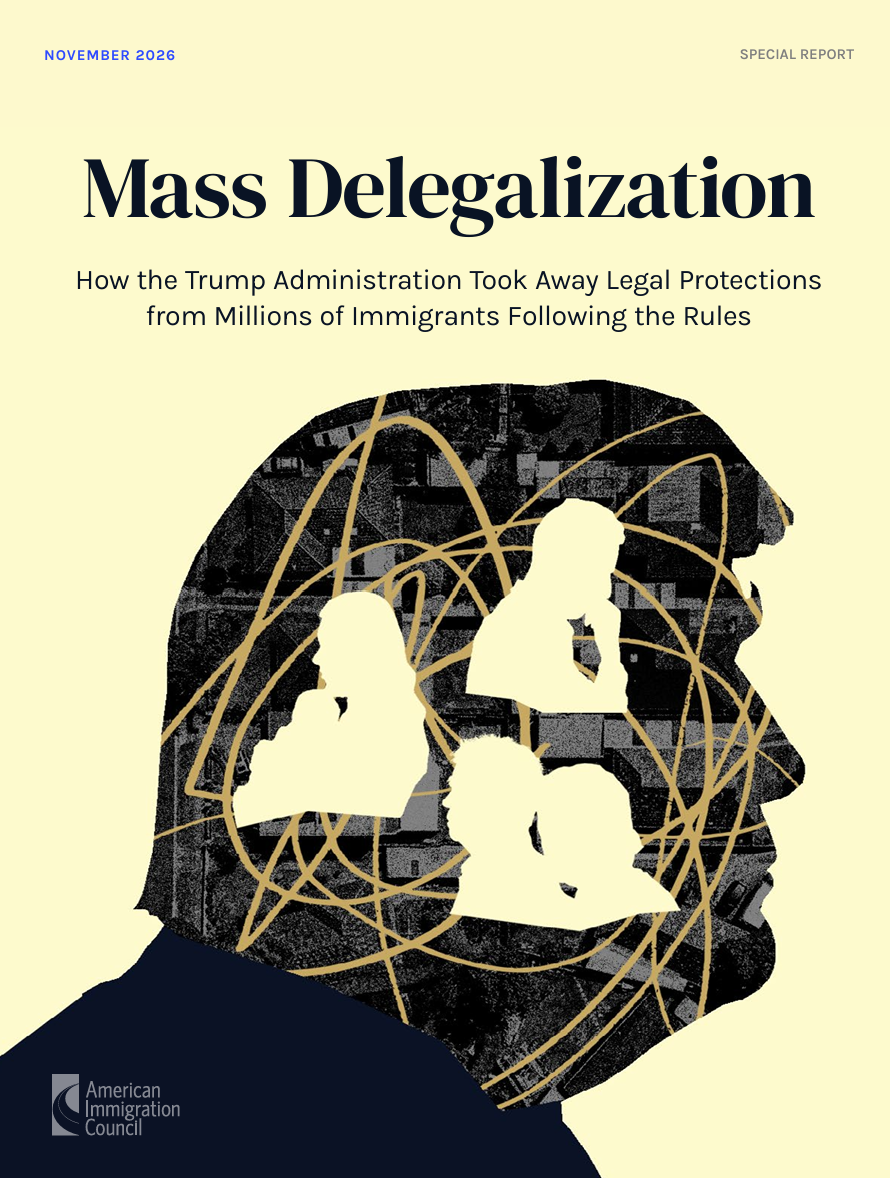 NOVEMBER 2026
SPECIAL REPORT
Mass Delegalization
How the Trump Administration Took Away Legal Protections
from Millions of Immigrants Following the Rules
American
Immigration
Council